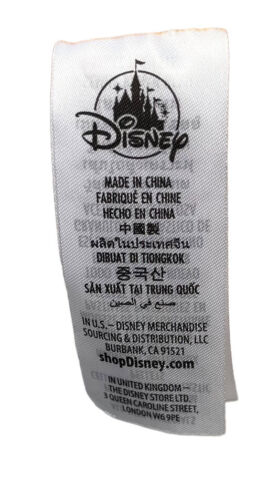 Disney
MADE IN CHINA
FABRIQUÉ EN CHINE
HECHO EN CHINA
中國製
ผลิตในประเทศจีน
DIBUAT DI TIONGKOK
중국산
SẢN XUẤT TẠI TRUNG QUỐC
صنع في الصين
IN U.S.– DISNEY MERCHANDISE
SOURCING & DISTRIBUTION, LLC
BURBANK, CA 91521
shopDisney.com
IN UNITED KINGDOM –
THE DISNEY STORE LTD.
3 QUEEN CAROLINE STREET,
LONDON W6 9PE